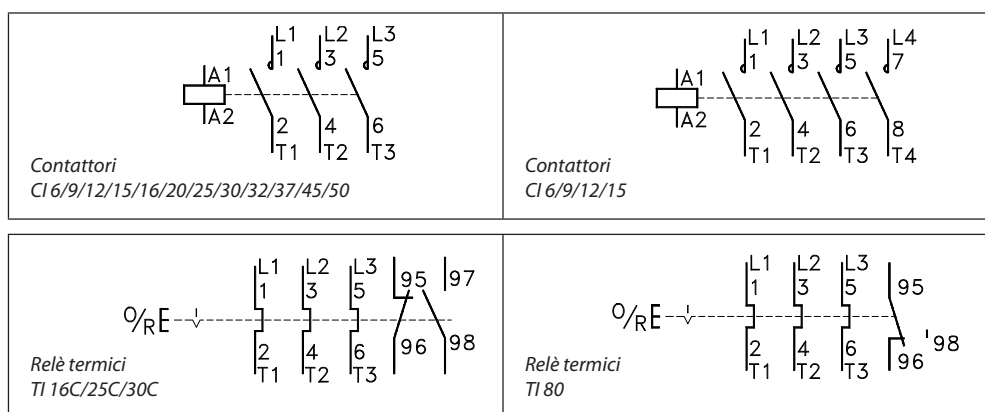 L1 L2 L3
1 3 5
A1
A2
2 4 6
T1 T2 T3
Contattori
CI 6/9/12/15/16/20/25/30/32/37/45/50
L1 L2 L3 L4
1 3 5 7
A1
A2
2 4 6 8
T1 T2 T3 T4
Contattori
CI 6/9/12/15
L1 L2 L3
1 3 5 95 97
O/R
2 4 6 96 98
T1 T2 T3
Relè termici
TI 16C/25C/30C
L1 L2 L3
1 3 5 95
O/R
2 4 6 96 98
T1 T2 T3
Relè termici
TI 80